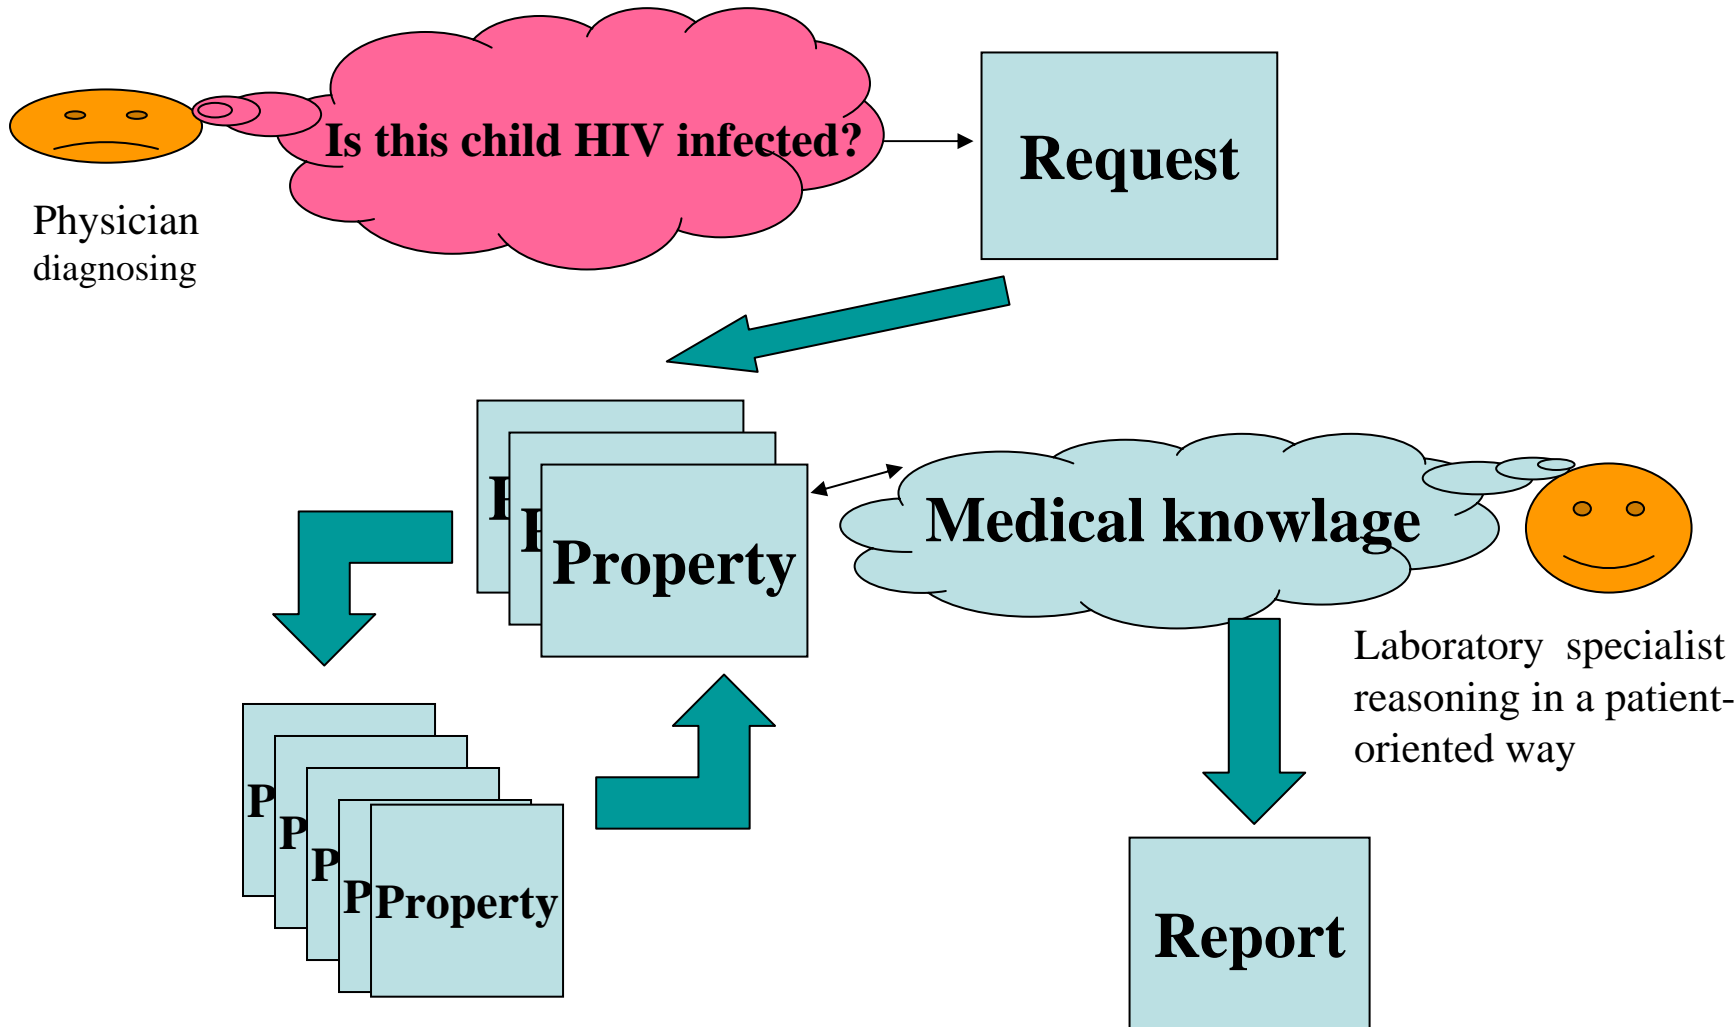 Is this child HIV infected?
Request
Physician
diagnosing
P
P
Property
Medical knowlage
Laboratory specialist
reasoning in a patient-
oriented way
P
P
P
P
Property
Report